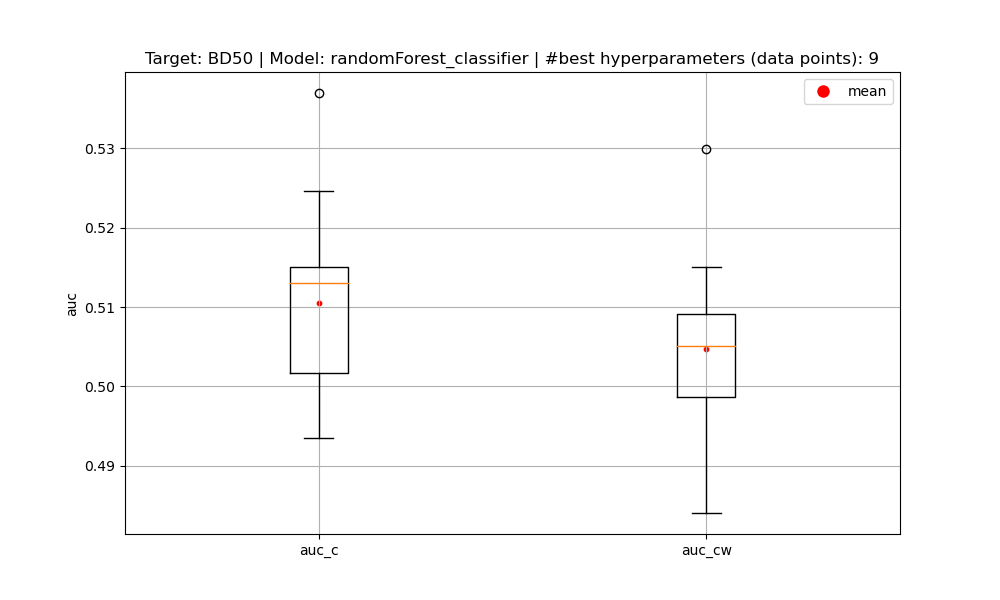 Target: BD50 | Model: randomForest_classifier | #best hyperparameters (data points): 9
mean
0.53
0.52
0.51
0.50
0.49
auc
auc_c
auc_cw